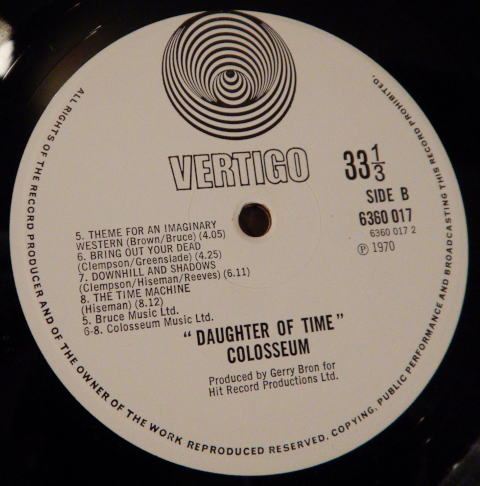 VERTIGO
33 1/3
SIDE B
6360 017
6360 017 2
Ⓟ 1970
5. THEME FOR AN IMAGINARY
WESTERN (Brown/Bruce) (4.05)
6. BRING OUT YOUR DEAD
(Clempson/Greenslade) (4.25)
7. DOWNHILL AND SHADOWS
(Clempson/Hiseman/Reeves) (6.11)
8. THE TIME MACHINE
(Hiseman) (8.12)
5. Bruce Music Ltd.
6-8. Colosseum Music Ltd.
"DAUGHTER OF TIME"
COLOSSEUM
Produced by Gerry Bron for
Hit Record Productions Ltd.
ALL RIGHTS OF THE RECORD PRODUCER AND OF THE OWNER OF THE WORK REPRODUCED RESERVED. COPYING, PUBLIC PERFORMANCE AND BROADCASTING THIS RECORD PROHIBITED.